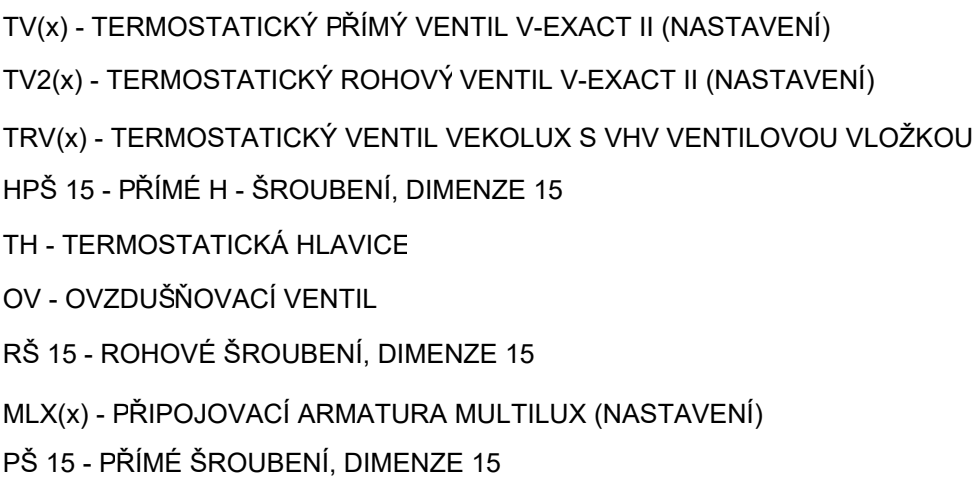 TV(x) - TERMOSTATICKÝ PŘÍMÝ VENTIL V-EXACT II (NASTAVENÍ)
TV2(x) - TERMOSTATICKÝ ROHOVÝ VENTIL V-EXACT II (NASTAVENÍ)
TRV(x) - TERMOSTATICKÝ VENTIL VEKOLUX S VHV VENTILOVOU VLOŽKOU
HPŠ 15 - PŘÍMÉ H - ŠROUBENÍ, DIMENZE 15
TH - TERMOSTATICKÁ HLAVICE
OV - OVZDUŠŇOVACÍ VENTIL
RŠ 15 - ROHOVÉ ŠROUBENÍ, DIMENZE 15
MLX(x) - PŘIPOJOVACÍ ARMATURA MULTILUX (NASTAVENÍ)
PŠ 15 - PŘÍMÉ ŠROUBENÍ, DIMENZE 15